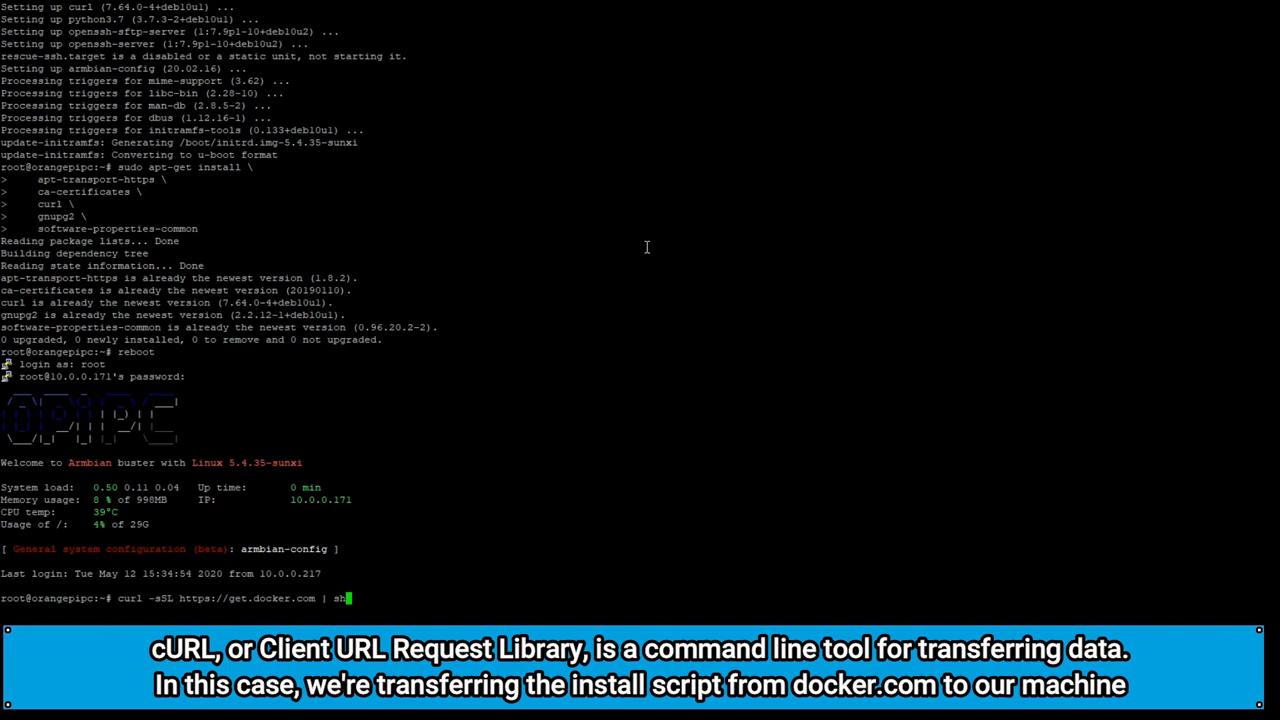 Setting up curl (7.64.0-4+deb10u1) ...
Setting up python3.7 (3.7.3-2+deb10u1) ...
Setting up openssh-sftp-server (1:7.9p1-10+deb10u2) ...
Setting up openssh-server (1:7.9p1-10+deb10u2) ...
rescue-ssh.target is a disabled or a static unit, not starting it.
Setting up armbian-config (20.02.16) ...
Processing triggers for mime-support (3.62) ...
Processing triggers for libc-bin (2.28-10) ...
Processing triggers for man-db (2.8.5-2) ...
Processing triggers for dbus (1.12.16-1) ...
Processing triggers for initramfs-tools (0.133+deb10u1) ...
update-initramfs: Generating /boot/initrd.img-5.4.35-sunxi
update-initramfs: Converting to u-boot format
root@orangepipc:~# sudo apt-get install \
>     apt-transport-https \
>     ca-certificates \
>     curl \
>     gnupg2 \
>     software-properties-common
Reading package lists... Done
Building dependency tree
Reading state information... Done
apt-transport-https is already the newest version (1.8.2).
ca-certificates is already the newest version (20190110).
curl is already the newest version (7.64.0-4+deb10u1).
gnupg2 is already the newest version (2.2.12-1+deb10u1).
software-properties-common is already the newest version (0.96.20.2-2).
0 upgraded, 0 newly installed, 0 to remove and 0 not upgraded.
root@orangepipc:~# reboot
login as: root
root@10.0.0.171's password:
OPi PC
Welcome to Armbian buster with Linux 5.4.35-sunxi
System load:   0.50 0.11 0.04   Up time:       0 min
Memory usage:  8 % of 998MB   IP:            10.0.0.171
CPU temp:      39°C
Usage of /:    4% of 29G
[ General system configuration (beta): armbian-config ]
Last login: Tue May 12 15:34:54 2020 from 10.0.0.217
root@orangepipc:~# curl -sSL https://get.docker.com | sh
cURL, or Client URL Request Library, is a command line tool for transferring data.
In this case, we're transferring the install script from docker.com to our machine